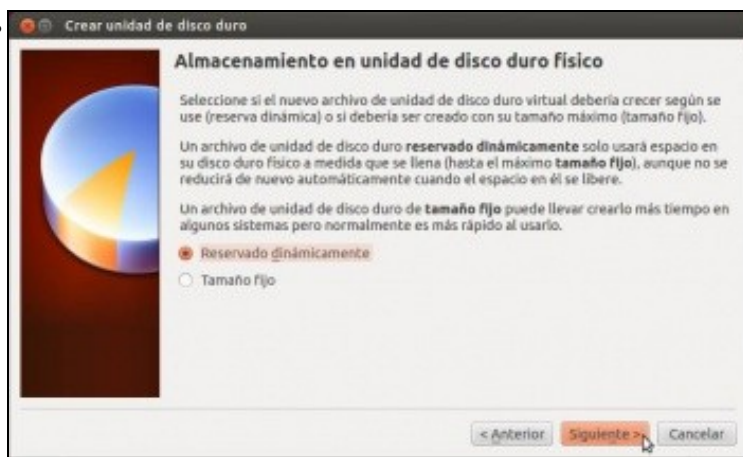 Crear unidad de disco duro
Almacenamiento en unidad de disco duro físico
Seleccione si el nuevo archivo de unidad de disco duro virtual debería crecer según se
use (reserva dinámica) o si debería ser creado con su tamaño máximo (tamaño fijo).
Un archivo de unidad de disco duro reservado dinámicamente solo usará espacio en
su disco duro físico a medida que se llena (hasta el máximo tamaño fijo), aunque no se
reducirá de nuevo automáticamente cuando el espacio en él se libere.
Un archivo de unidad de disco duro de tamaño fijo puede llevar crearlo más tiempo en
algunos sistemas pero normalmente es más rápido al usarlo.
Reservado dinámicamente
Tamaño fijo
< Anterior Siguiente > Cancelar